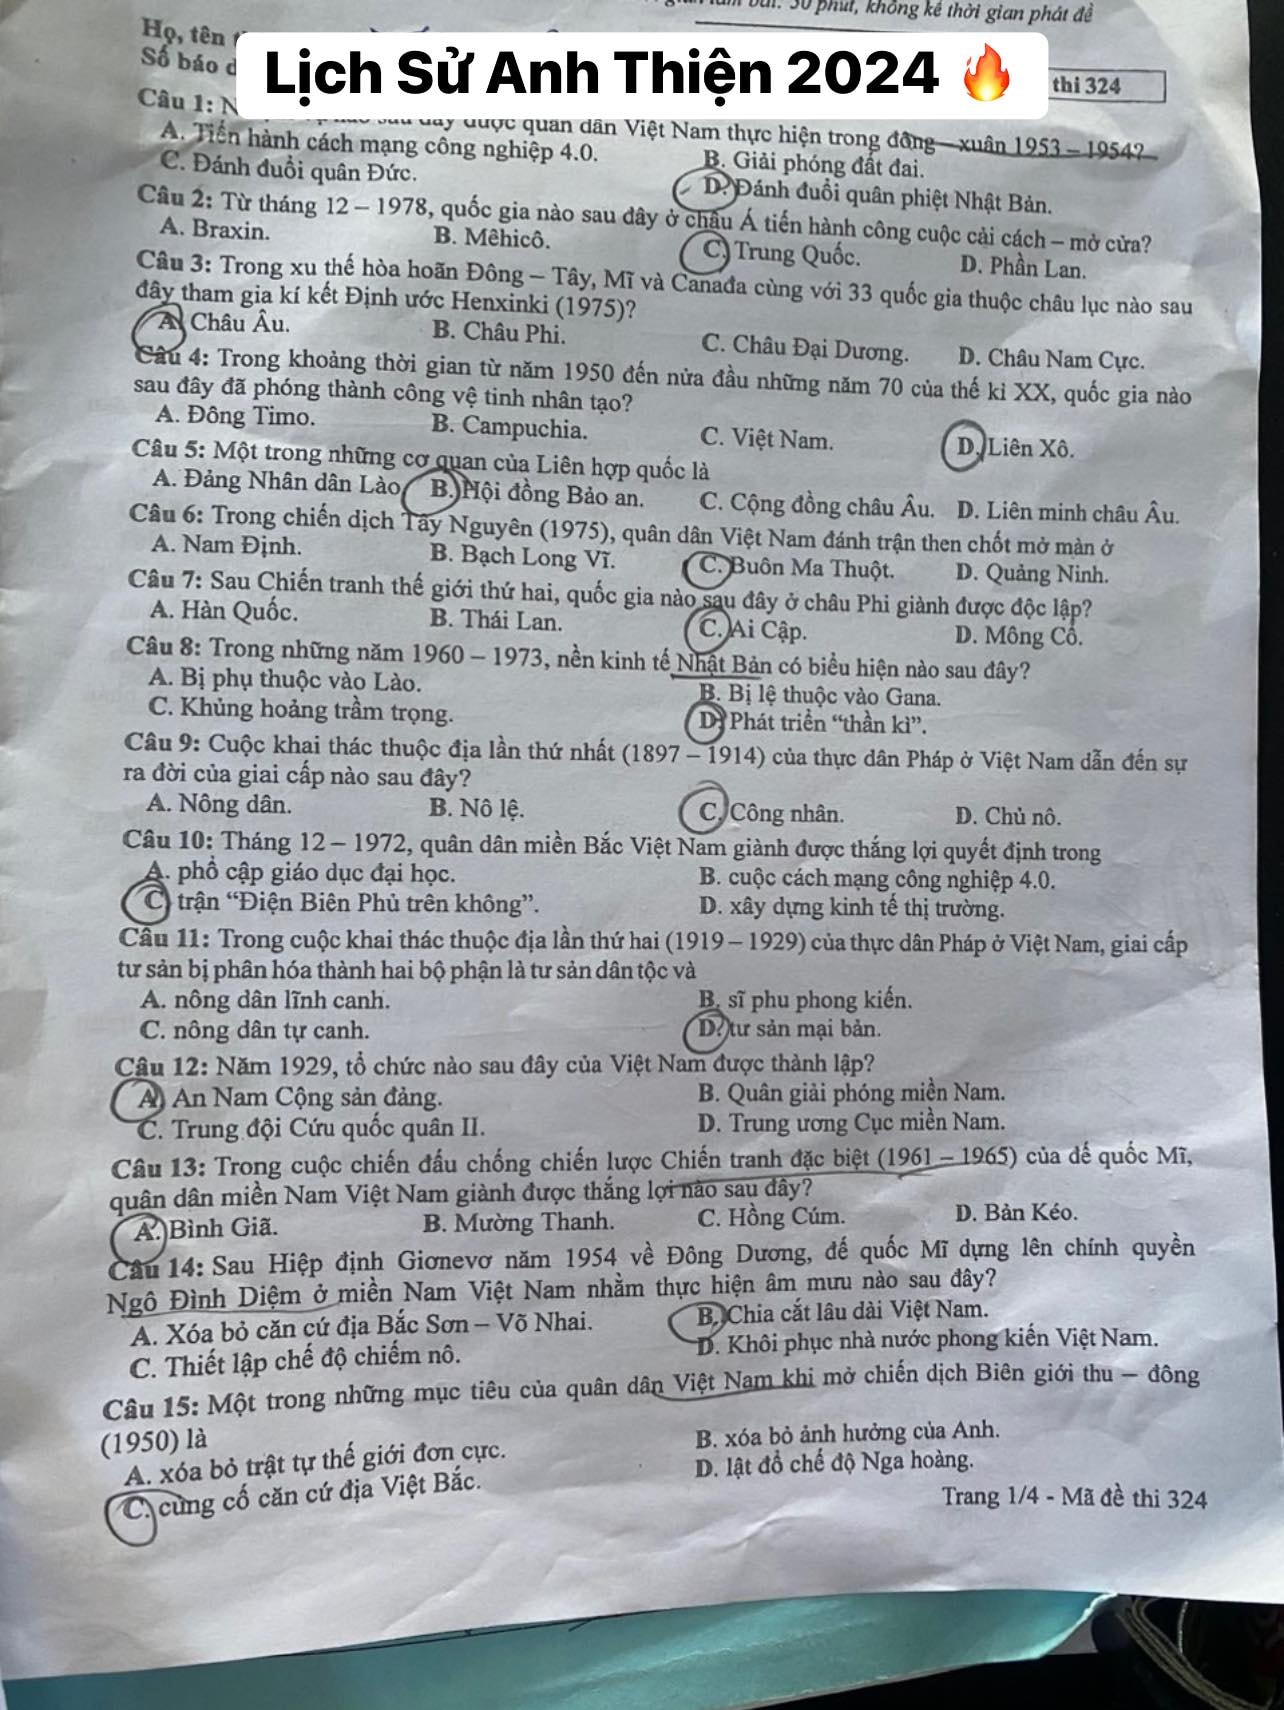 bài: 50 phút, không kể thời gian phát đề
Họ, tên
Số báo
Lịch Sử Anh Thiện 2024 🔥
thi 324
Câu 1: N sau đây được quân dân Việt Nam thực hiện trong đông – xuân 1953 – 1954?
A. Tiến hành cách mạng công nghiệp 4.0. B. Giải phóng đất đai.
C. Đánh đuổi quân Đức. D. Đánh đuổi quân phiệt Nhật Bản.
Câu 2: Từ tháng 12 – 1978, quốc gia nào sau đây ở châu Á tiến hành công cuộc cải cách – mở cửa?
A. Braxin. B. Mêhicô. C. Trung Quốc. D. Phần Lan.
Câu 3: Trong xu thế hòa hoãn Đông – Tây, Mĩ và Canađa cùng với 33 quốc gia thuộc châu lục nào sau
đây tham gia kí kết Định ước Henxinki (1975)?
A. Châu Âu. B. Châu Phi. C. Châu Đại Dương. D. Châu Nam Cực.
Câu 4: Trong khoảng thời gian từ năm 1950 đến nửa đầu những năm 70 của thế kỉ XX, quốc gia nào
sau đây đã phóng thành công vệ tinh nhân tạo?
A. Đông Timo. B. Campuchia. C. Việt Nam. D. Liên Xô.
Câu 5: Một trong những cơ quan của Liên hợp quốc là
A. Đảng Nhân dân Lào. B. Hội đồng Bảo an. C. Cộng đồng châu Âu. D. Liên minh châu Âu.
Câu 6: Trong chiến dịch Tây Nguyên (1975), quân dân Việt Nam đánh trận then chốt mở màn ở
A. Nam Định. B. Bạch Long Vĩ. C. Buôn Ma Thuột. D. Quảng Ninh.
Câu 7: Sau Chiến tranh thế giới thứ hai, quốc gia nào sau đây ở châu Phi giành được độc lập?
A. Hàn Quốc. B. Thái Lan. C. Ai Cập. D. Mông Cổ.
Câu 8: Trong những năm 1960 – 1973, nền kinh tế Nhật Bản có biểu hiện nào sau đây?
A. Bị phụ thuộc vào Lào. B. Bị lệ thuộc vào Gana.
C. Khủng hoảng trầm trọng. D. Phát triển “thần kì”.
Câu 9: Cuộc khai thác thuộc địa lần thứ nhất (1897 – 1914) của thực dân Pháp ở Việt Nam dẫn đến sự
ra đời của giai cấp nào sau đây?
A. Nông dân. B. Nô lệ. C. Công nhân. D. Chủ nô.
Câu 10: Tháng 12 – 1972, quân dân miền Bắc Việt Nam giành được thắng lợi quyết định trong
A. phổ cập giáo dục đại học. B. cuộc cách mạng công nghiệp 4.0.
C. trận “Điện Biên Phủ trên không”. D. xây dựng kinh tế thị trường.
Câu 11: Trong cuộc khai thác thuộc địa lần thứ hai (1919 – 1929) của thực dân Pháp ở Việt Nam, giai cấp
tư sản bị phân hóa thành hai bộ phận là tư sản dân tộc và
A. nông dân lĩnh canh. B. sĩ phu phong kiến.
C. nông dân tự canh. D. tư sản mại bản.
Câu 12: Năm 1929, tổ chức nào sau đây của Việt Nam được thành lập?
A. An Nam Cộng sản đảng. B. Quân giải phóng miền Nam.
C. Trung đội Cứu quốc quân II. D. Trung ương Cục miền Nam.
Câu 13: Trong cuộc chiến đấu chống chiến lược Chiến tranh đặc biệt (1961 – 1965) của đế quốc Mĩ,
quân dân miền Nam Việt Nam giành được thắng lợi nào sau đây?
A. Bình Giã. B. Mường Thanh. C. Hồng Cúm. D. Bản Kéo.
Câu 14: Sau Hiệp định Giơnevơ năm 1954 về Đông Dương, đế quốc Mĩ dựng lên chính quyền
Ngô Đình Diệm ở miền Nam Việt Nam nhằm thực hiện âm mưu nào sau đây?
A. Xóa bỏ căn cứ địa Bắc Sơn – Võ Nhai. B. Chia cắt lâu dài Việt Nam.
C. Thiết lập chế độ chiếm nô. D. Khôi phục nhà nước phong kiến Việt Nam.
Câu 15: Một trong những mục tiêu của quân dân Việt Nam khi mở chiến dịch Biên giới thu – đông
(1950) là
A. xóa bỏ trật tự thế giới đơn cực. B. xóa bỏ ảnh hưởng của Anh.
C. củng cố căn cứ địa Việt Bắc. D. lật đổ chế độ Nga hoàng.
Trang 1/4 - Mã đề thi 324